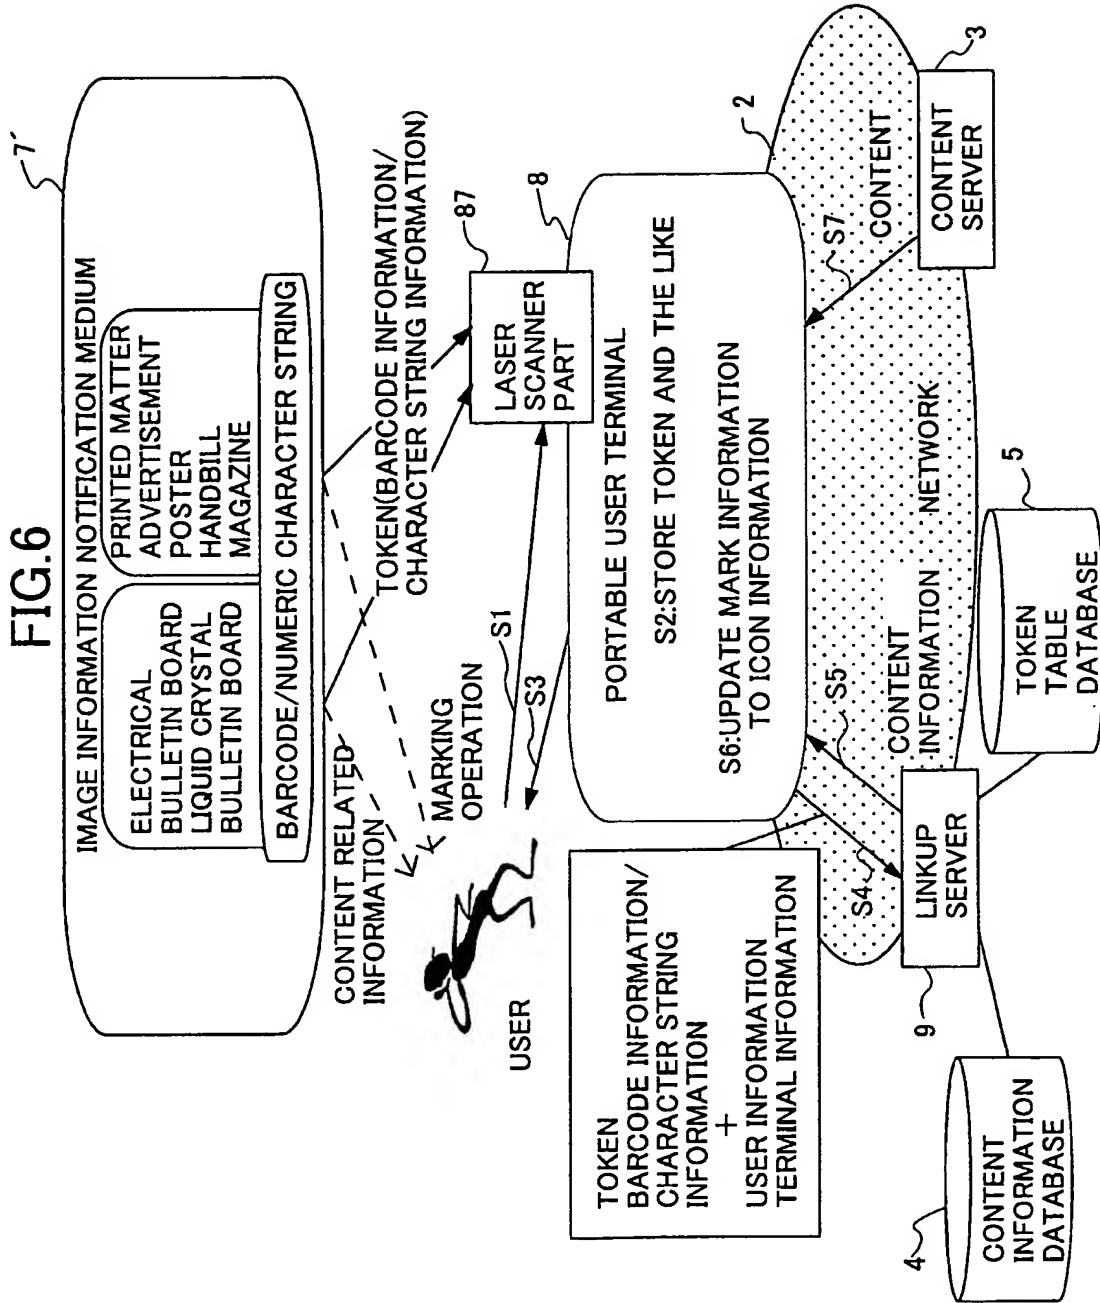 FIG.6
7´
IMAGE INFORMATION NOTIFICATION MEDIUM
ELECTRICAL
BULLETIN BOARD
LIQUID CRYSTAL
BULLETIN BOARD
PRINTED MATTER
ADVERTISEMENT
POSTER
HANDBILL
MAGAZINE
BARCODE/NUMERIC CHARACTER STRING
CONTENT RELATED
INFORMATION
TOKEN(BARCODE INFORMATION/
CHARACTER STRING INFORMATION)
MARKING
OPERATION
USER
S1
S3
87
LASER
SCANNER
PART
8
PORTABLE USER TERMINAL
S2:STORE TOKEN AND THE LIKE
S6:UPDATE MARK INFORMATION
TO ICON INFORMATION
TOKEN
BARCODE INFORMATION/
CHARACTER STRING
INFORMATION
+
USER INFORMATION
TERMINAL INFORMATION
2
S4
S5
CONTENT
INFORMATION
NETWORK
S7
CONTENT
3
CONTENT
SERVER
9
LINKUP
SERVER
4
CONTENT
INFORMATION
DATABASE
5
TOKEN
TABLE
DATABASE